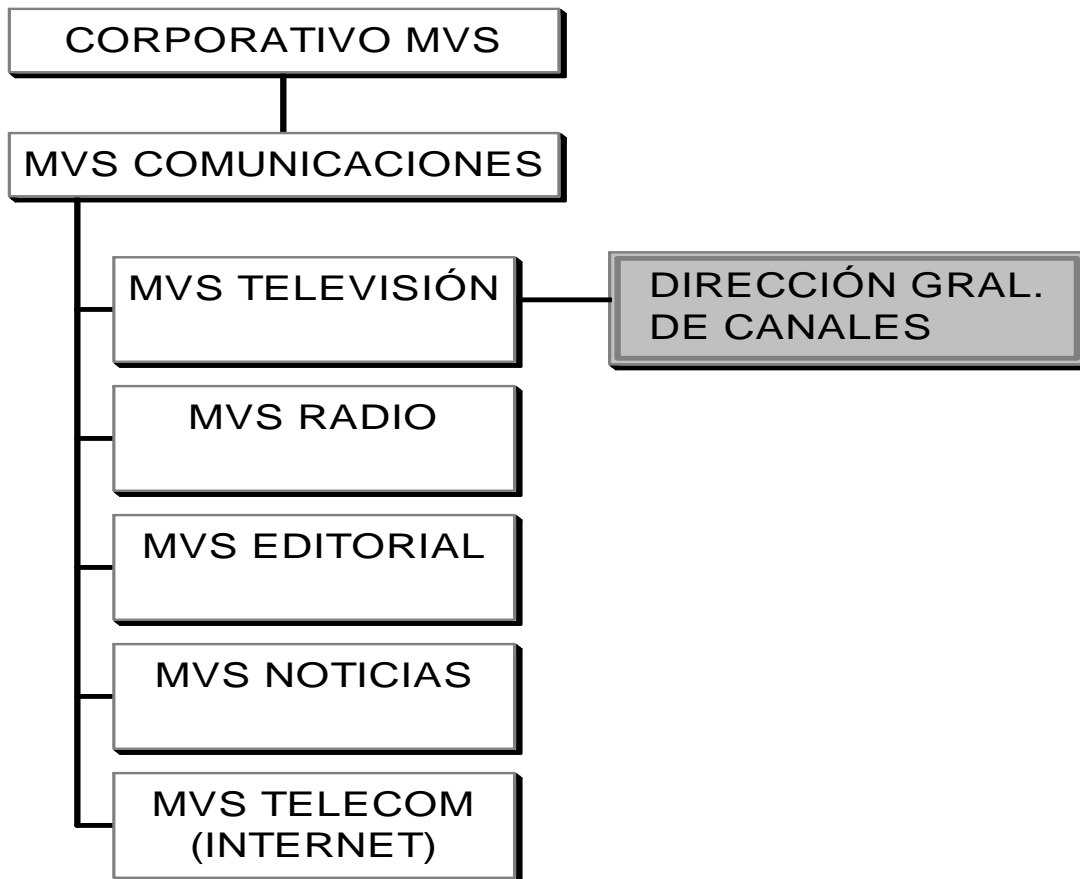 CORPORATIVO MVS
MVS COMUNICACIONES
MVS TELEVISIÓN
DIRECCIÓN GRAL.
DE CANALES
MVS RADIO
MVS EDITORIAL
MVS NOTICIAS
MVS TELECOM
(INTERNET)